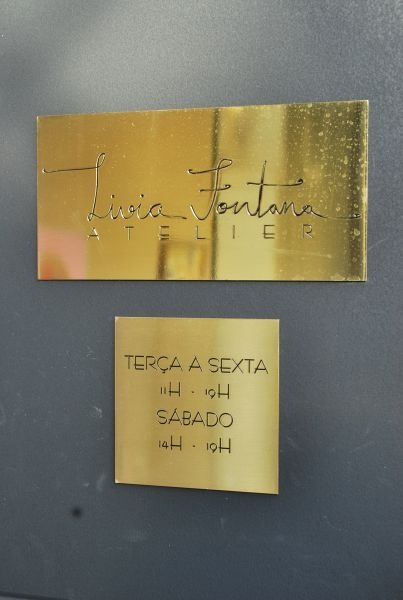 Livia Fontana
ATELIER
TERÇA A SEXTA
11H - 19H
SÁBADO
14H - 19H